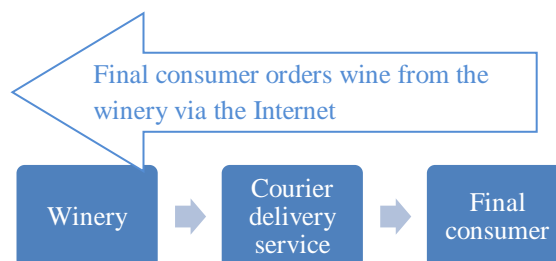 Final consumer orders wine from the
winery via the Internet
Winery
Courier
delivery
service
Final
consumer